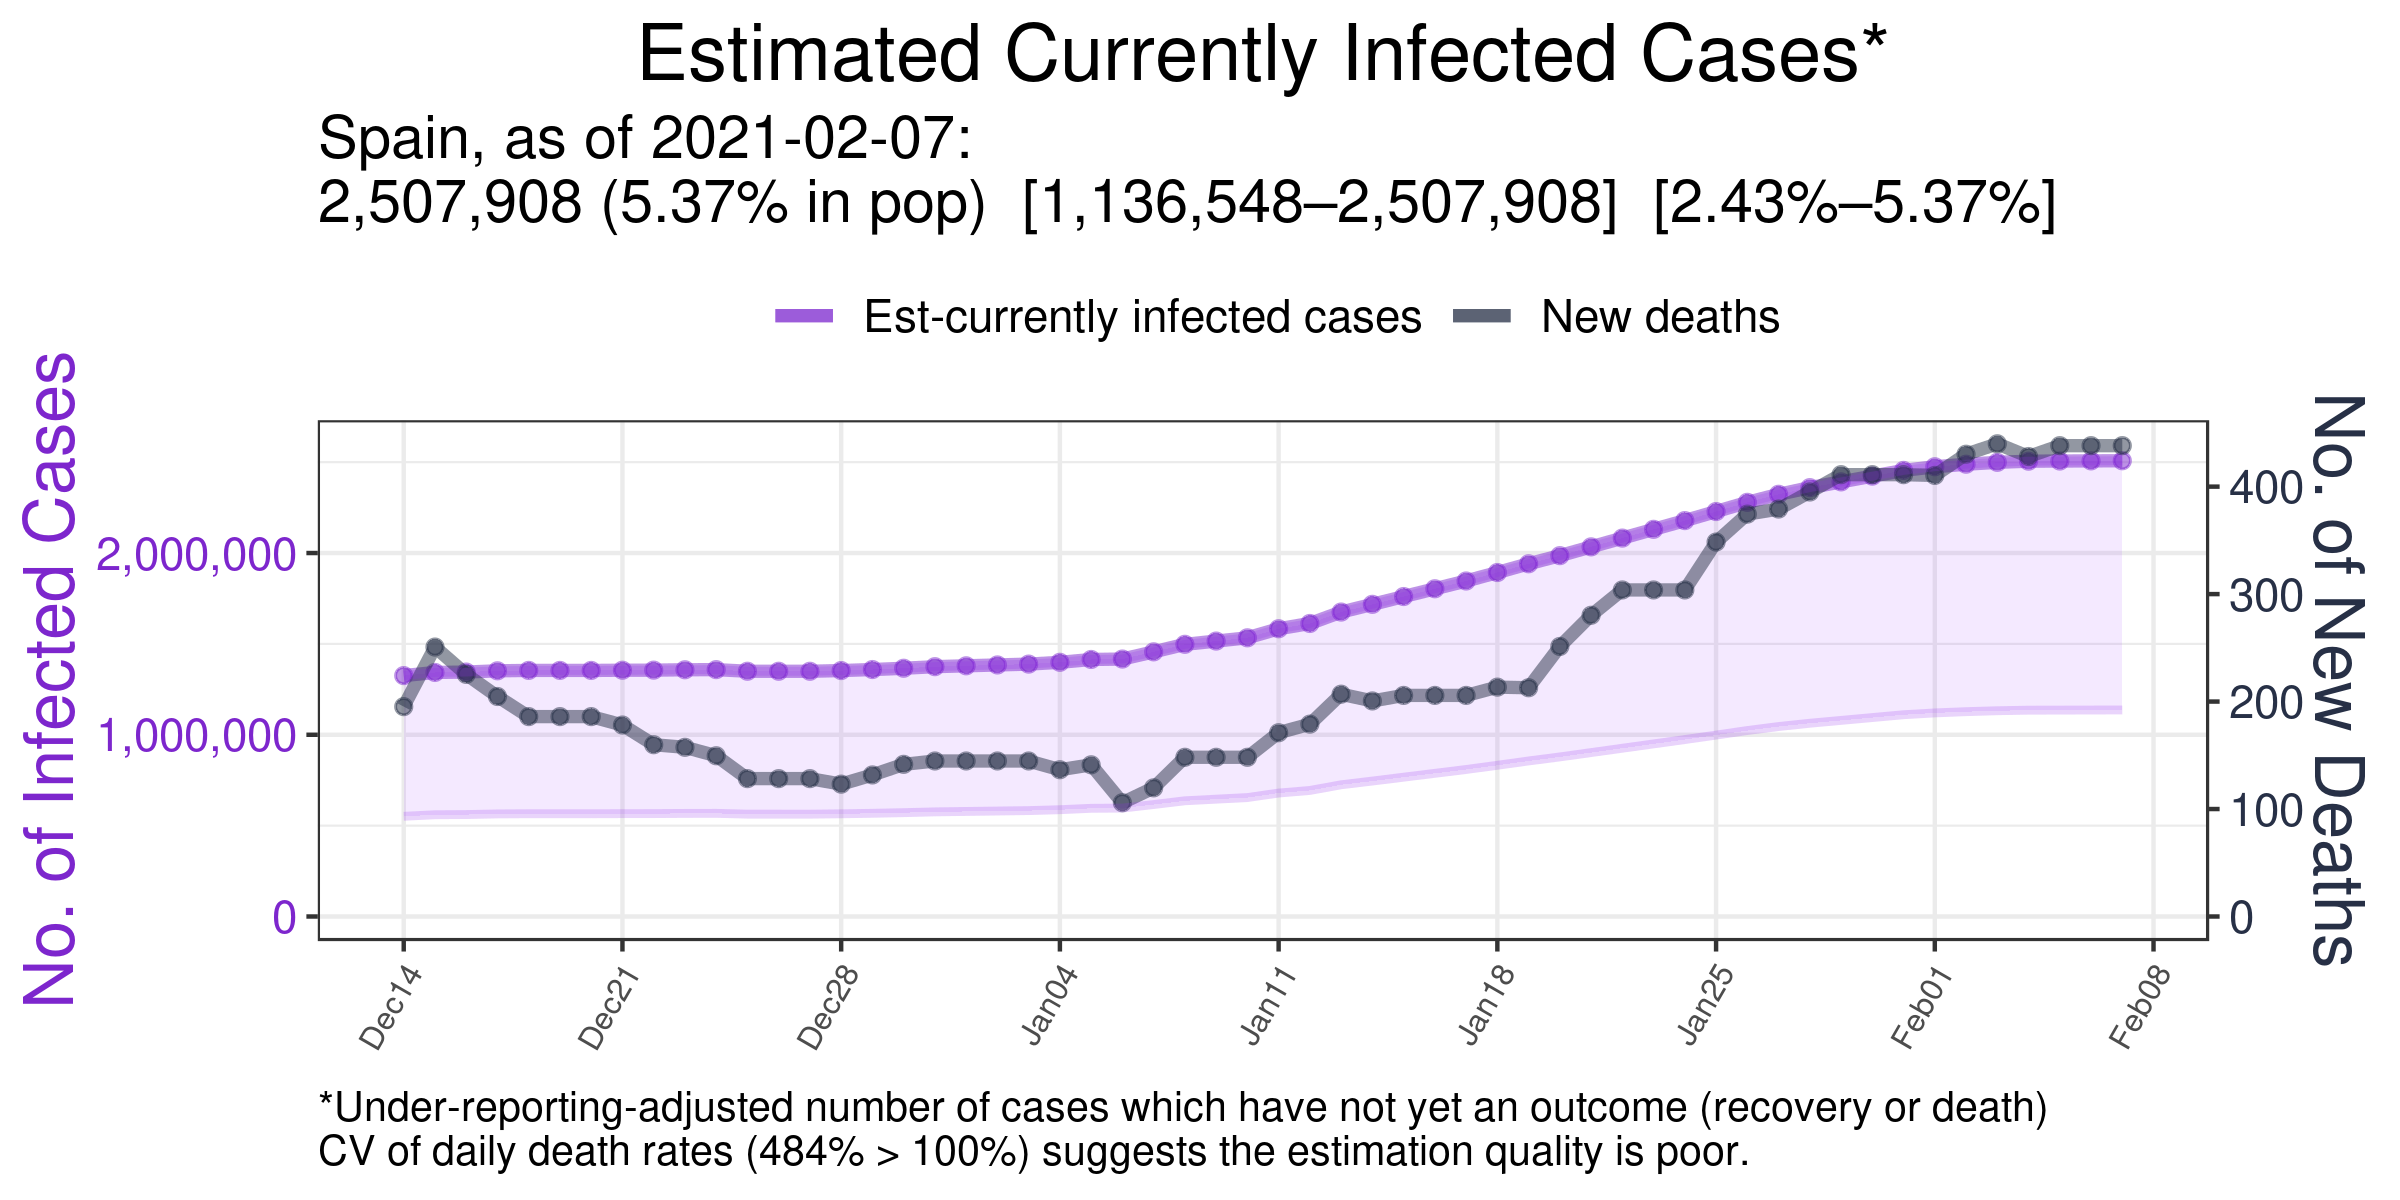 Estimated Currently Infected Cases*
Spain, as of 2021-02-07:
2,507,908 (5.37% in pop)  [1,136,548–2,507,908]  [2.43%–5.37%]
Est-currently infected cases
New deaths
No. of Infected Cases
2,000,000
1,000,000
0
No. of New Deaths
400
300
200
100
0
Dec14
Dec21
Dec28
Jan04
Jan11
Jan18
Jan25
Feb01
Feb08
*Under-reporting-adjusted number of cases which have not yet an outcome (recovery or death)
CV of daily death rates (484% > 100%) suggests the estimation quality is poor.